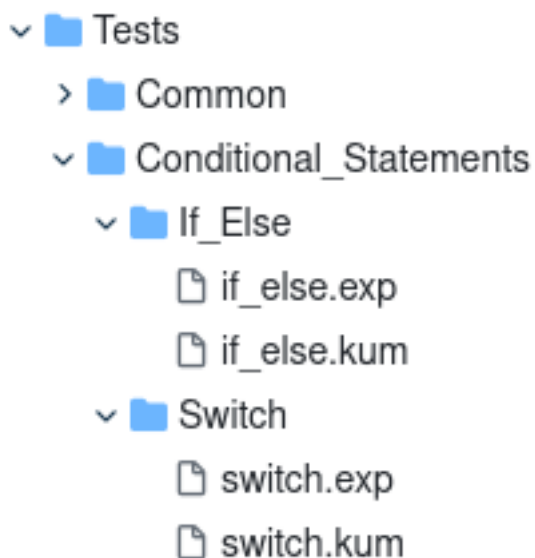 Tests
Common
Conditional_Statements
If_Else
if_else.exp
if_else.kum
Switch
switch.exp
switch.kum